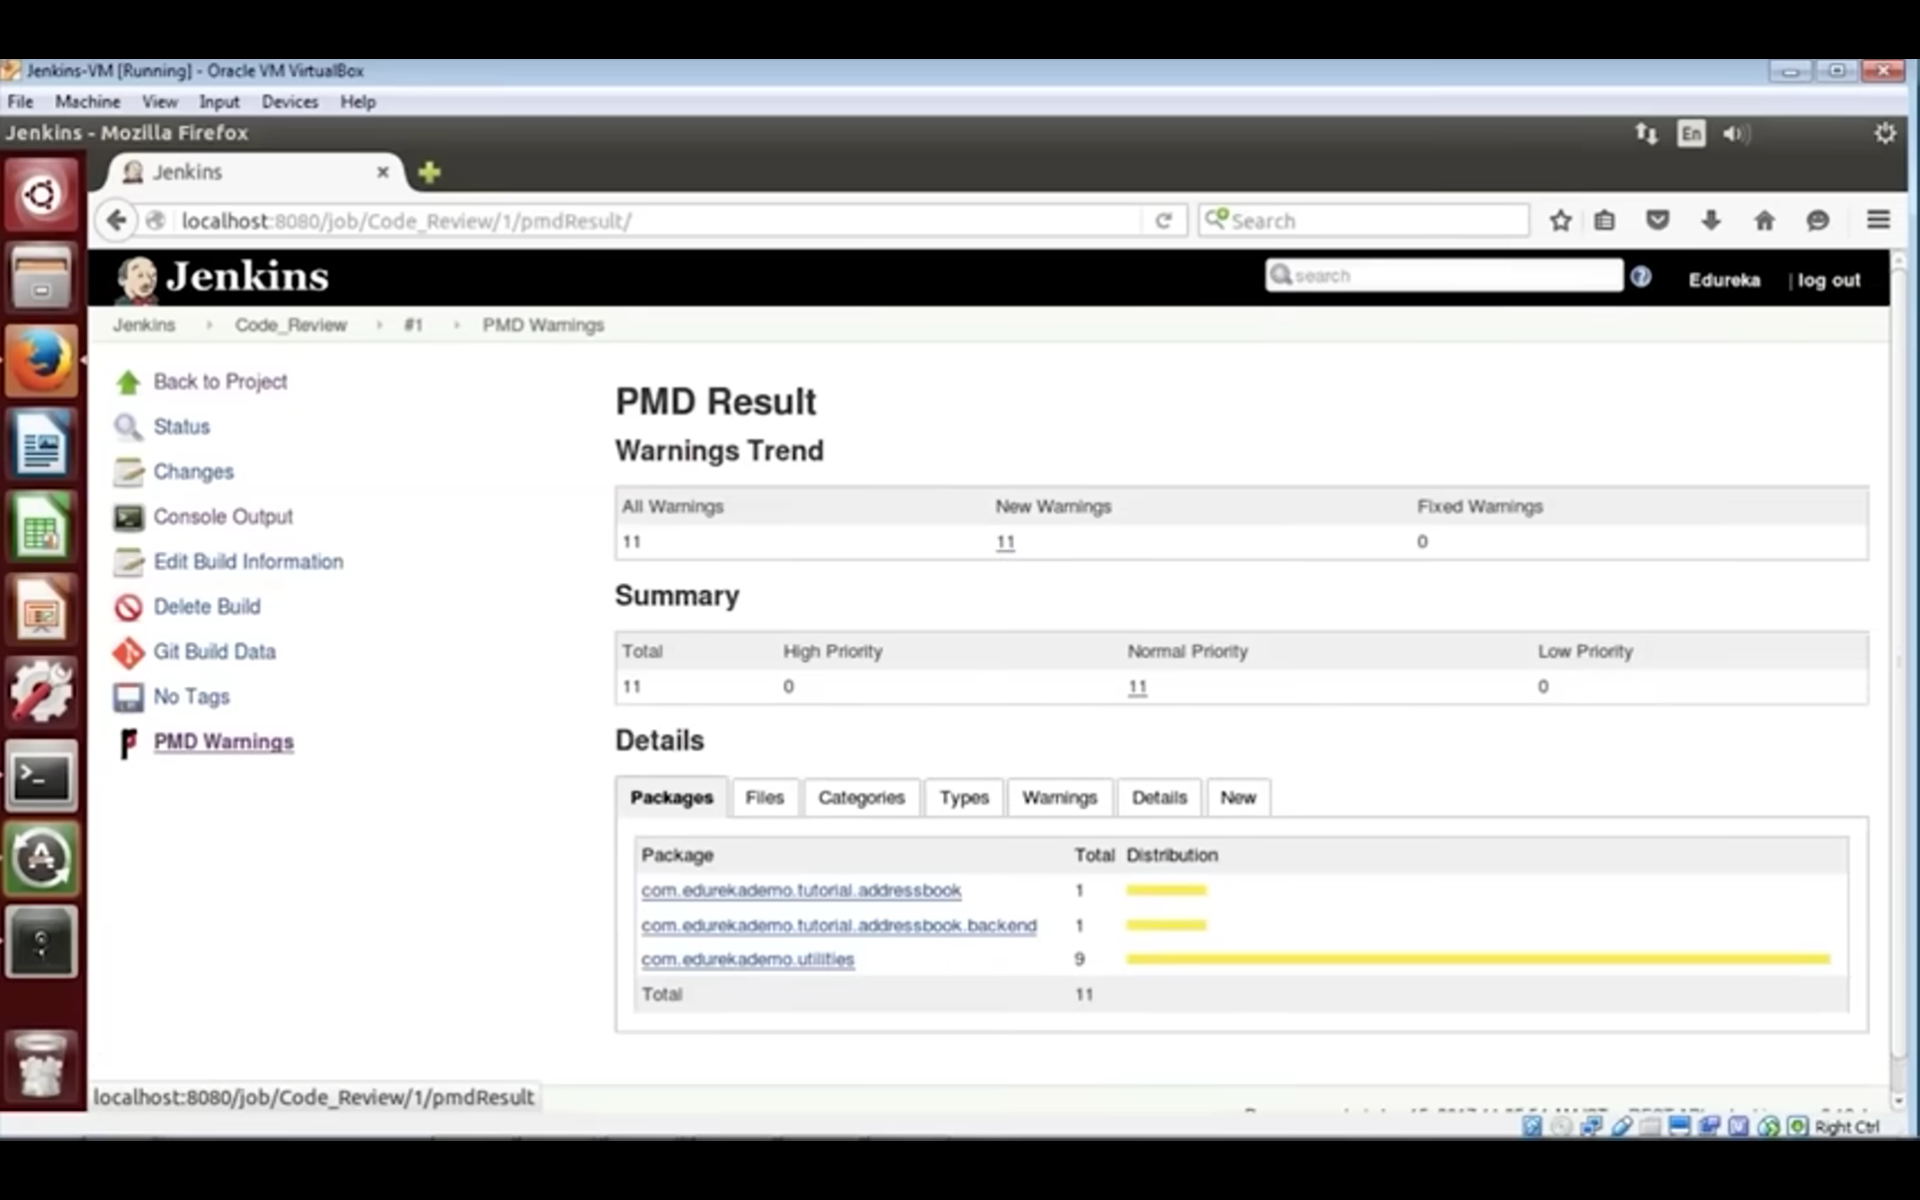 Jenkins-VM [Running] - Oracle VM VirtualBox
File Machine View Input Devices Help
Jenkins - Mozilla Firefox
En
Jenkins
localhost:8080/job/Code_Review/1/pmdResult/
Search
Jenkins
search
Edureka | log out
Jenkins Code_Review #1 PMD Warnings
Back to Project
Status
Changes
Console Output
Edit Build Information
Delete Build
Git Build Data
No Tags
PMD Warnings
PMD Result
Warnings Trend
All Warnings New Warnings Fixed Warnings
11 11 0
Summary
Total High Priority Normal Priority Low Priority
11 0 11 0
Details
Packages Files Categories Types Warnings Details New
Package Total Distribution
com.edurekademo.tutorial.addressbook 1
com.edurekademo.tutorial.addressbook.backend 1
com.edurekademo.utilities 9
Total 11
localhost:8080/job/Code_Review/1/pmdResult
Right Ctrl